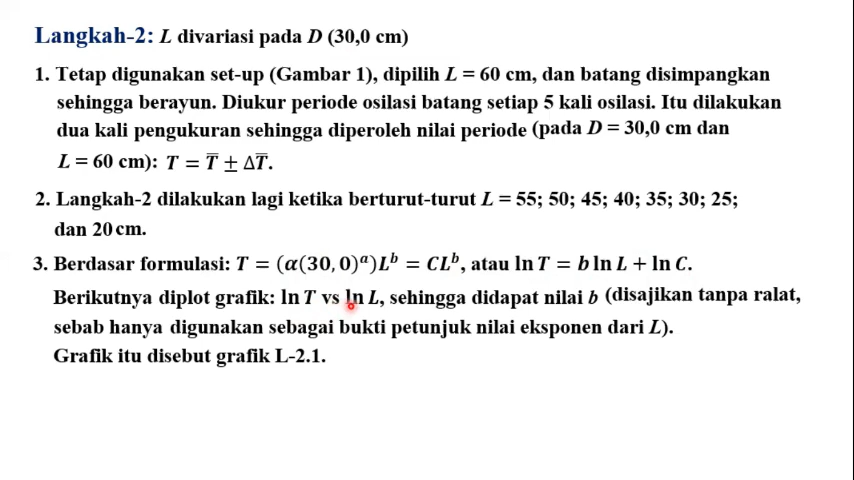 Langkah-2: L divariasi pada D (30,0 cm)
1. Tetap digunakan set-up (Gambar 1), dipilih L = 60 cm, dan batang disimpangkan
sehingga berayun. Diukur periode osilasi batang setiap 5 kali osilasi. Itu dilakukan
dua kali pengukuran sehingga diperoleh nilai periode (pada D = 30,0 cm dan
L = 60 cm): T = T̅ ± ΔT̅.
2. Langkah-2 dilakukan lagi ketika berturut-turut L = 55; 50; 45; 40; 35; 30; 25;
dan 20 cm.
3. Berdasar formulasi: T = (α(30,0)ᵃ)Lᵇ = CLᵇ, atau ln T = b ln L + ln C.
Berikutnya diplot grafik: ln T vs ln L, sehingga didapat nilai b (disajikan tanpa ralat,
sebab hanya digunakan sebagai bukti petunjuk nilai eksponen dari L).
Grafik itu disebut grafik L-2.1.